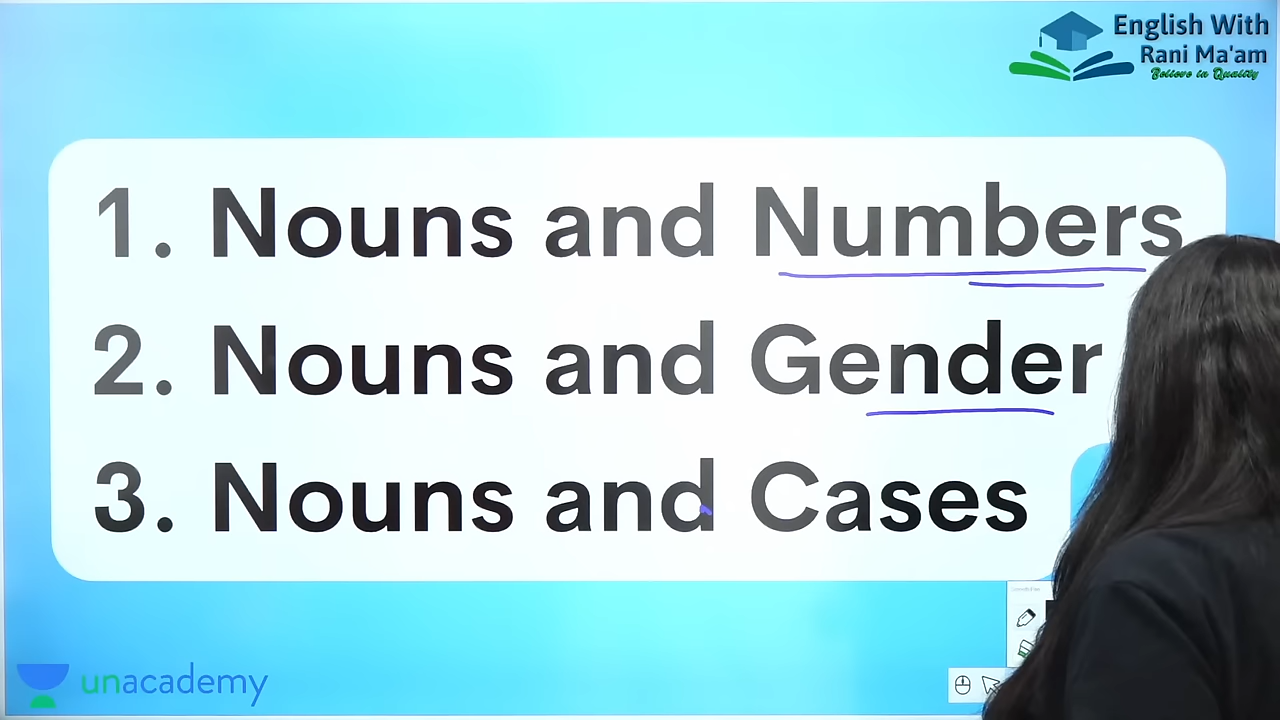 English With
Rani Ma'am
Believe in Quality
1. Nouns and Numbers
2. Nouns and Gender
3. Nouns and Cases
unacademy